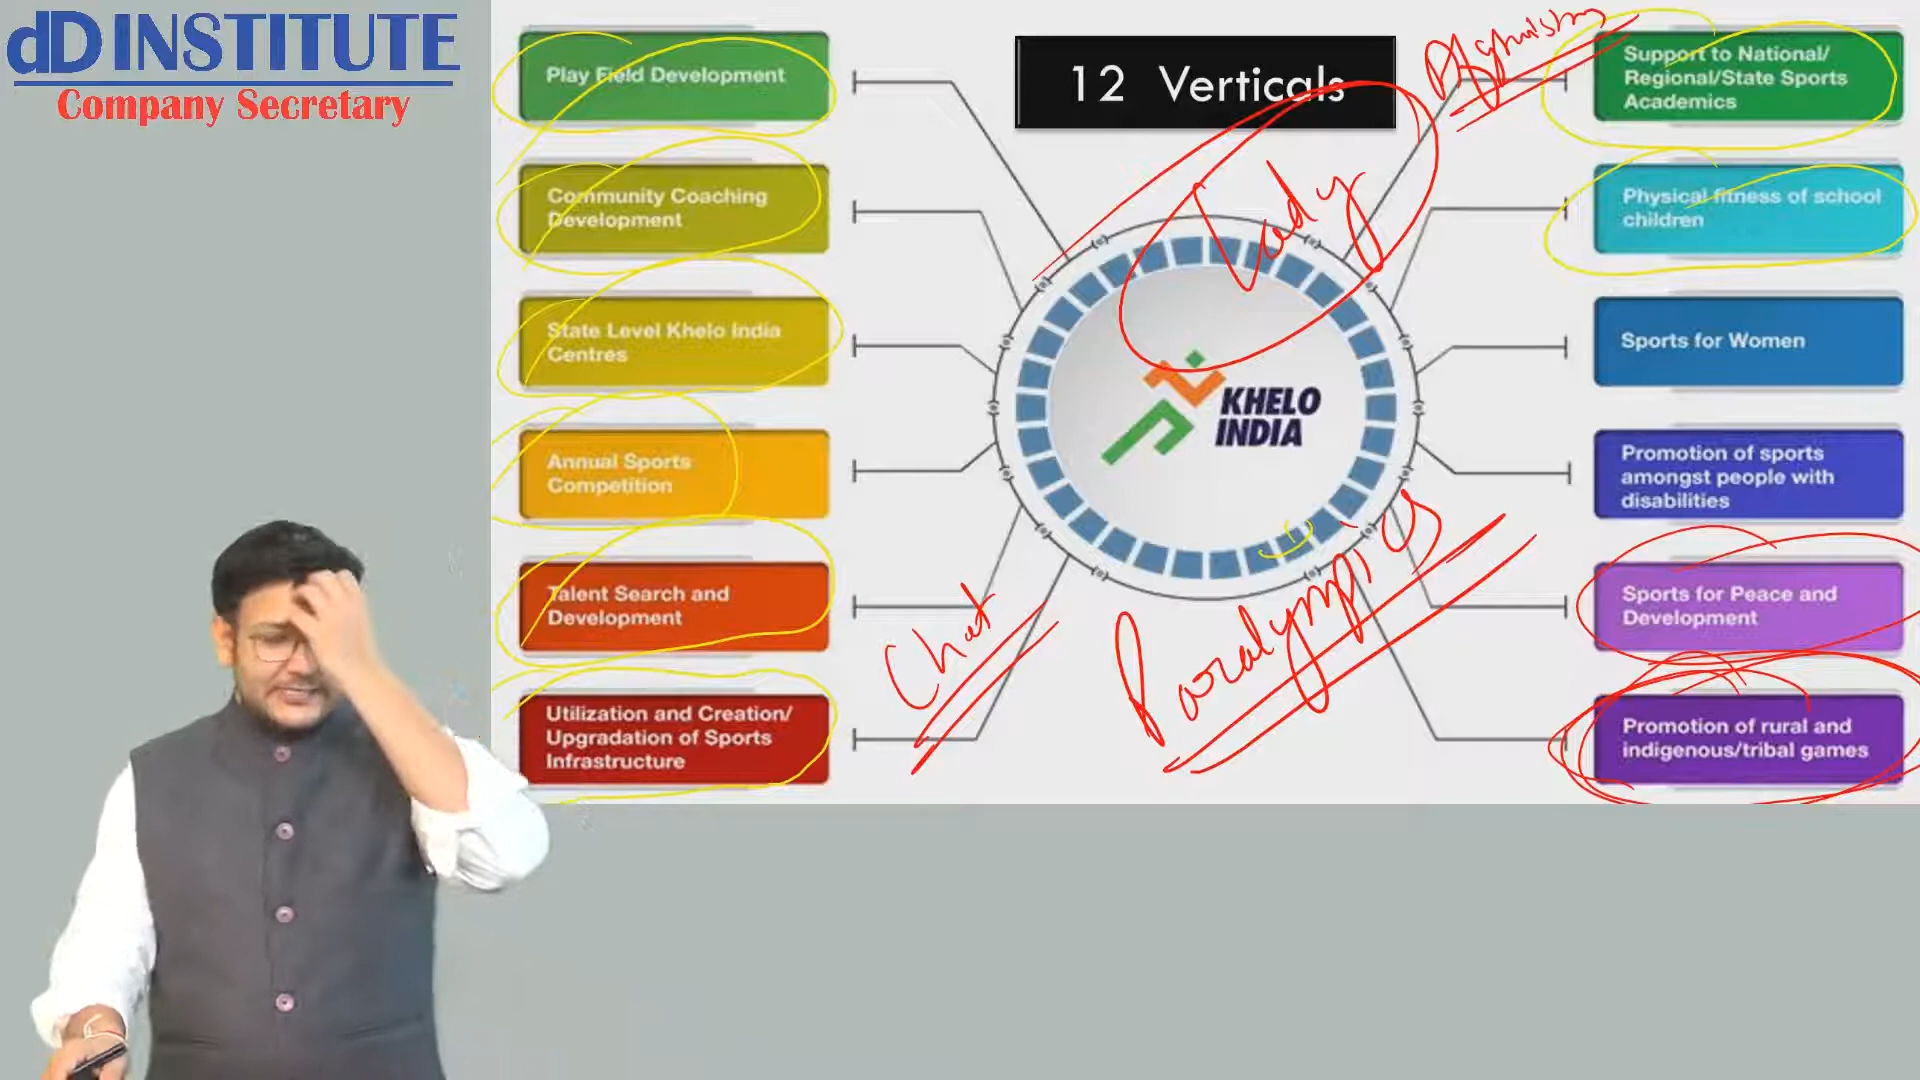 dD INSTITUTE
Company Secretary
12 Verticals
Play Field Development
Community Coaching
Development
State Level Khelo India
Centres
Annual Sports
Competition
Talent Search and
Development
Utilization and Creation/
Upgradation of Sports
Infrastructure
KHELO
INDIA
Support to National/
Regional/State Sports
Academics
Physical fitness of school
children
Sports for Women
Promotion of sports
amongst people with
disabilities
Sports for Peace and
Development
Promotion of rural and
indigenous/tribal games
Lady
Chat
Paralympics